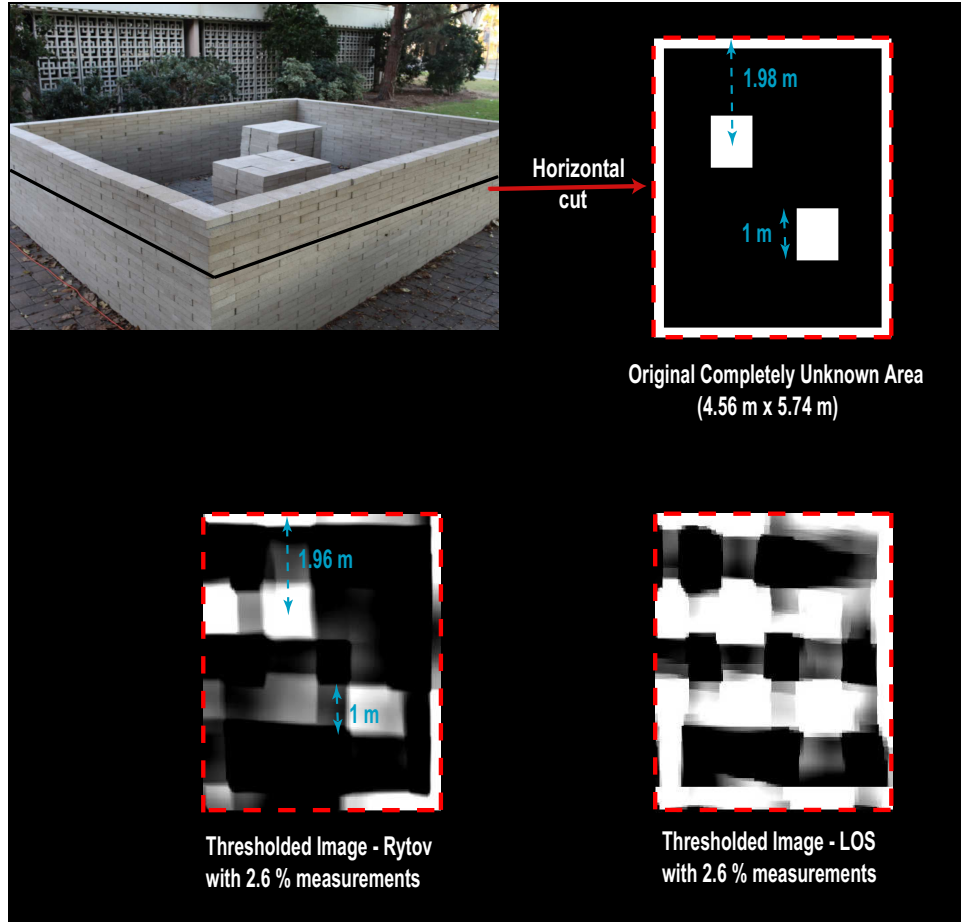 1.98 m
Horizontal
cut
1 m
Original Completely Unknown Area
(4.56 m x 5.74 m)
1.96 m
1 m
Thresholded Image - Rytov
with 2.6 % measurements
Thresholded Image - LOS
with 2.6 % measurements